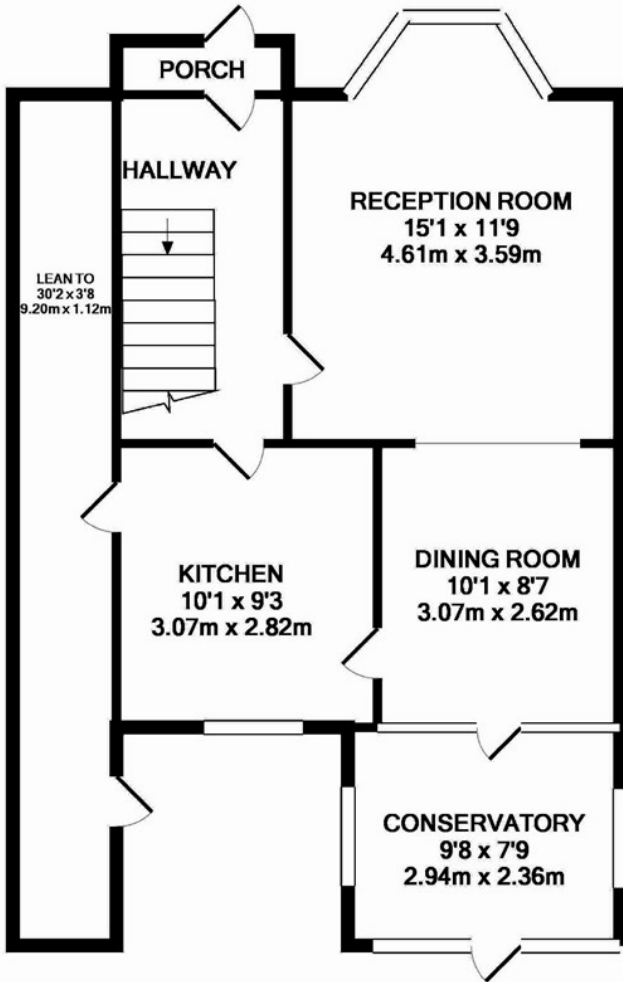 PORCH
HALLWAY
RECEPTION ROOM
15'1 x 11'9
4.61m x 3.59m
LEAN TO
30'2 x 3'8
9.20m x 1.12m
KITCHEN
10'1 x 9'3
3.07m x 2.82m
DINING ROOM
10'1 x 8'7
3.07m x 2.62m
CONSERVATORY
9'8 x 7'9
2.94m x 2.36m